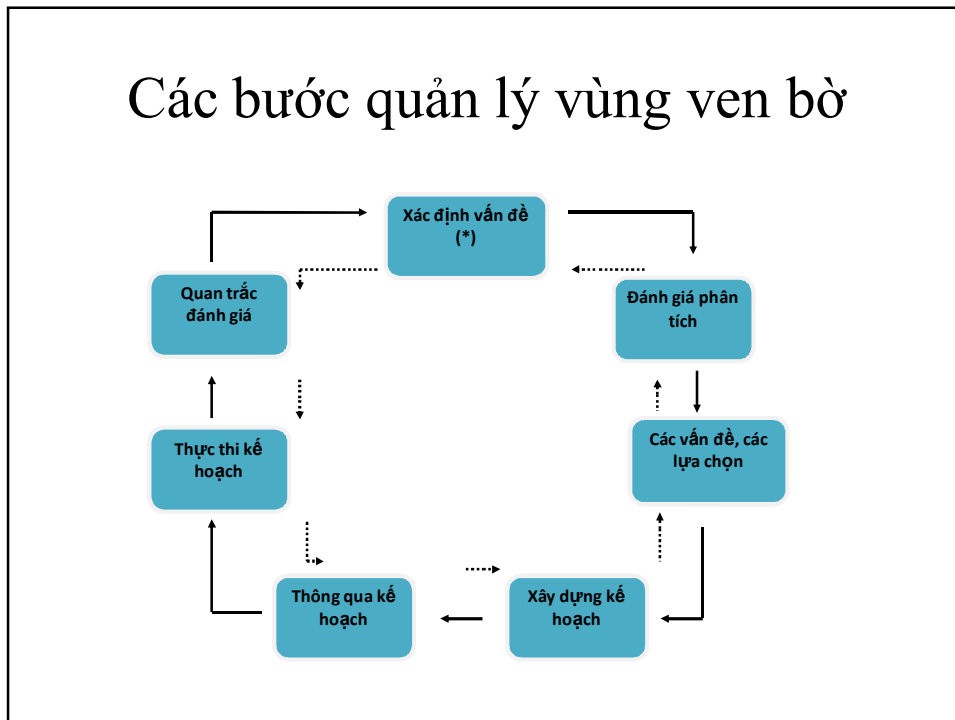 Các bước quản lý vùng ven bờ
Xác định vấn đề
(*)
Đánh giá phân
tích
Các vấn đề, các
lựa chọn
Xây dựng kế
hoạch
Thông qua kế
hoạch
Thực thi kế
hoạch
Quan trắc
đánh giá